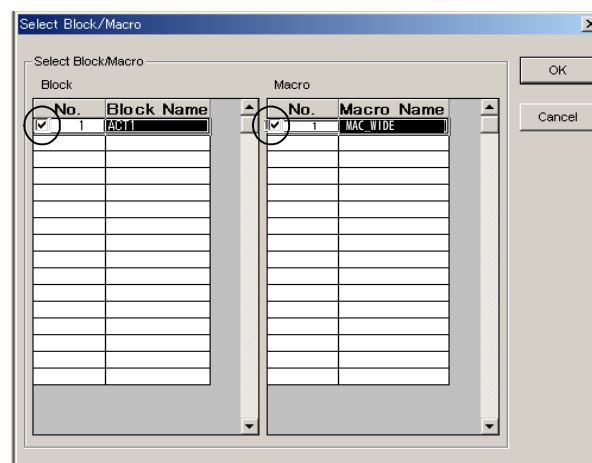 Select Block/Macro
Select Block/Macro
Block
Macro
No. Block Name
1 ACT1
No. Macro Name
1 MAC_WIDE
OK
Cancel